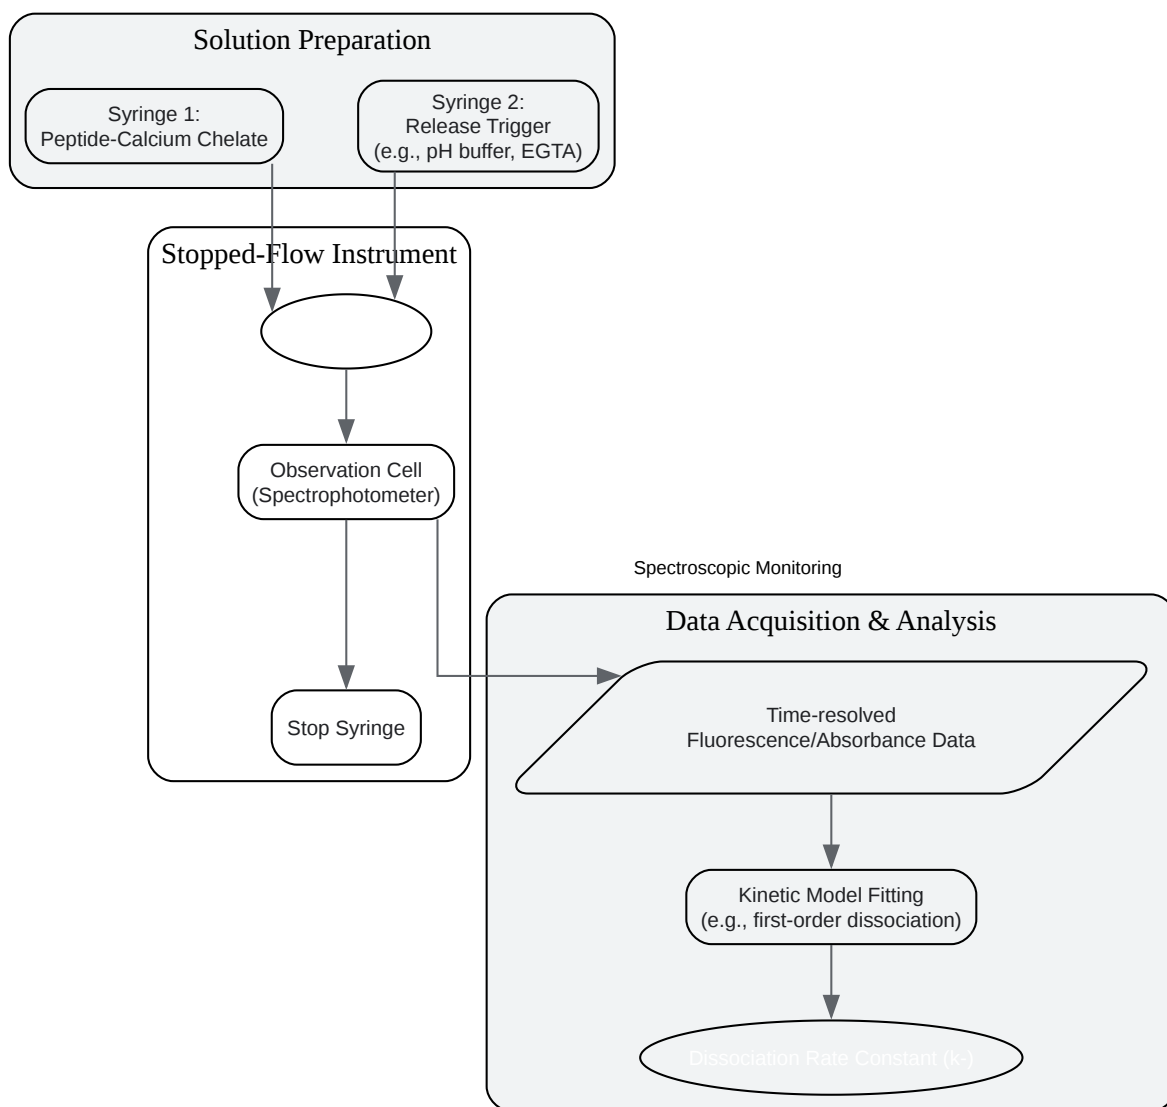 Solution Preparation
Syringe 1:
Peptide-Calcium Chelate
Syringe 2:
Release Trigger
(e.g., pH buffer, EGTA)
Stopped-Flow Instrument
Observation Cell
(Spectrophotometer)
Stop Syringe
Spectroscopic Monitoring
Data Acquisition & Analysis
Time-resolved
Fluorescence/Absorbance Data
Kinetic Model Fitting
(e.g., first-order dissociation)
Dissociation Rate Constant (k-)